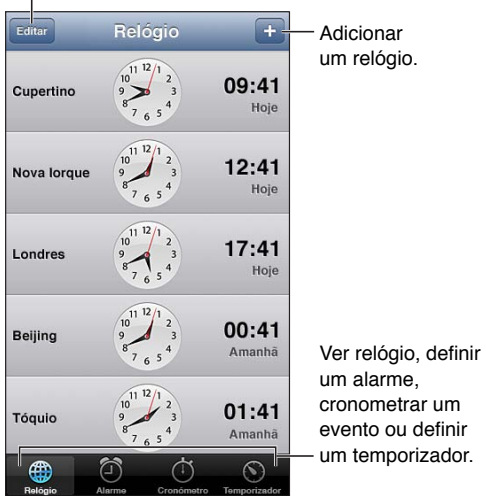 Editar
Relógio
+
Adicionar
um relógio.
Cupertino
09:41
Hoje
Nova Iorque
12:41
Hoje
Londres
17:41
Hoje
Beijing
00:41
Amanhã
Tóquio
01:41
Amanhã
Ver relógio, definir
um alarme,
cronometrar um
evento ou definir
um temporizador.
Relógio
Alarme
Cronómetro
Temporizador